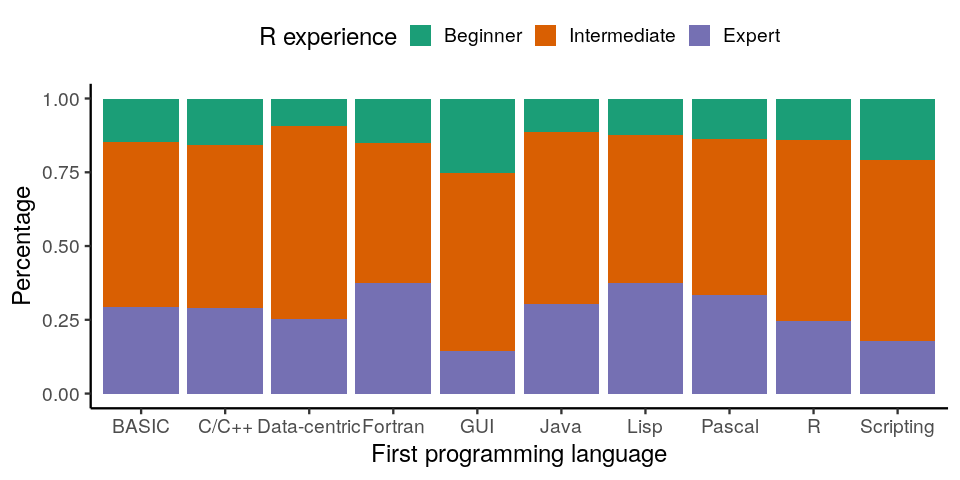 R experience Beginner Intermediate Expert
1.00
0.75
0.50
0.25
0.00
Percentage
BASIC C/C++ Data-centric Fortran GUI Java Lisp Pascal R Scripting
First programming language